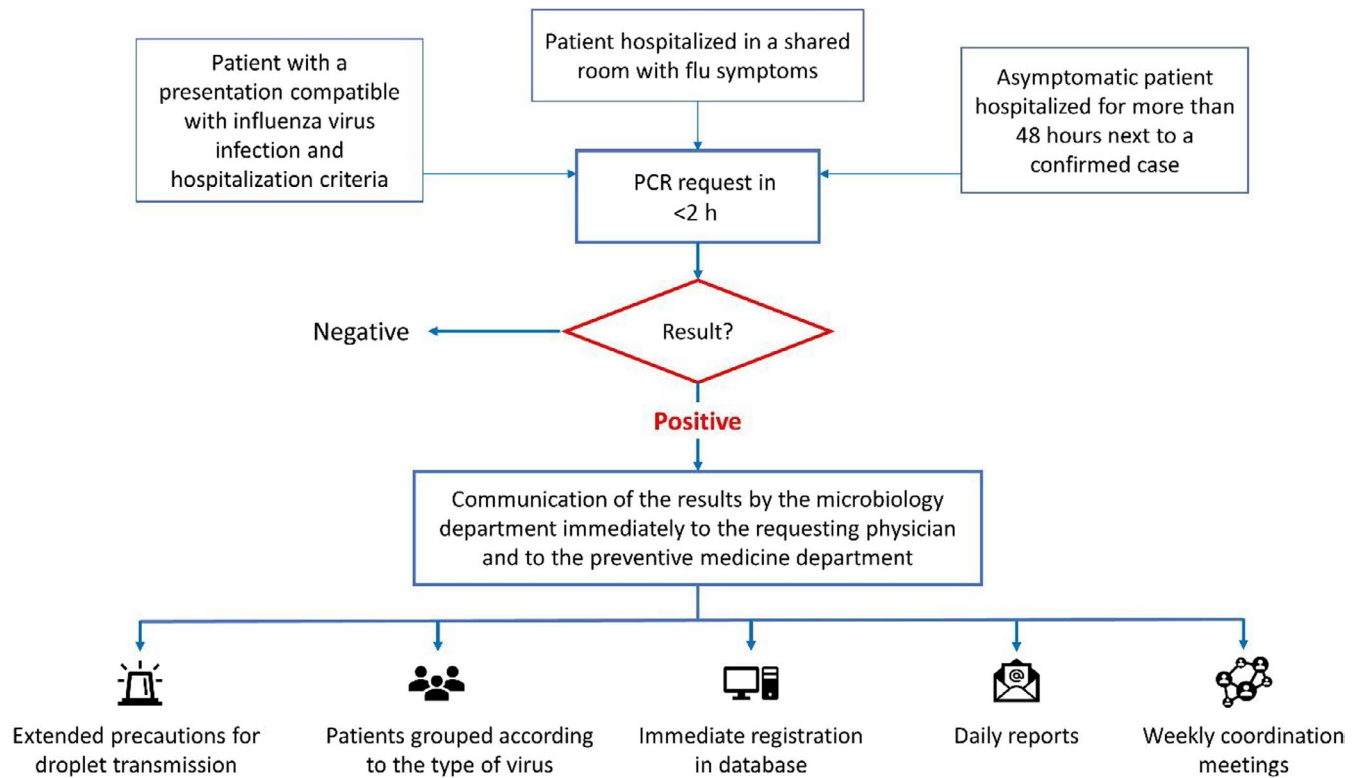 Patient with a
presentation compatible
with influenza virus
infection and
hospitalization criteria
Patient hospitalized in a shared
room with flu symptoms
Asymptomatic patient
hospitalized for more than
48 hours next to a
confirmed case
PCR request in
<2 h
Result?
Negative
Positive
Communication of the results by the microbiology
department immediately to the requesting physician
and to the preventive medicine department
@
Extended precautions for
droplet transmission
Patients grouped according
to the type of virus
Immediate registration
in database
Daily reports
Weekly coordination
meetings